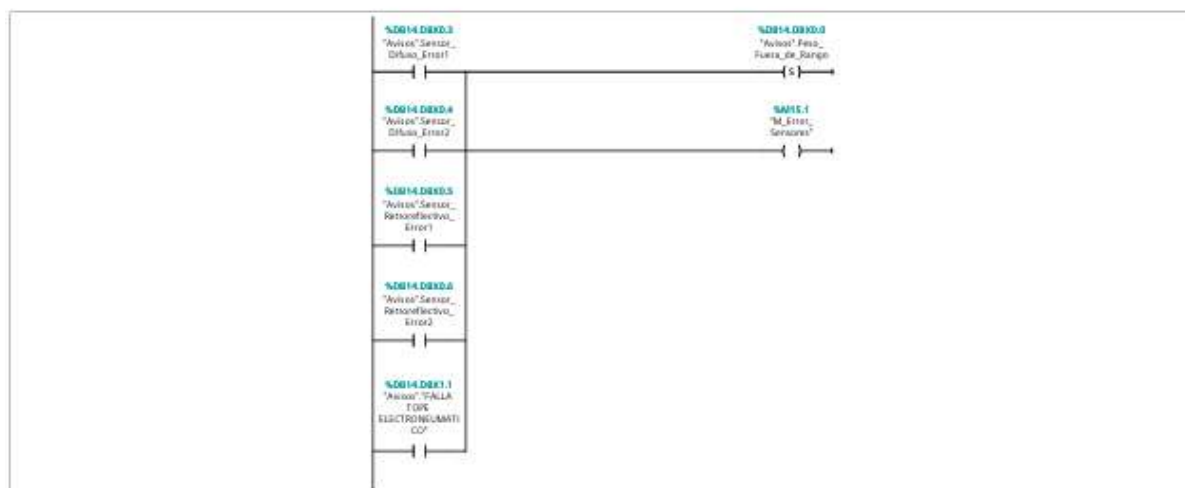 %DB14.DBX0.3
"Avisos".Sensor_
Difuso_Error1
%DB14.DBX0.0
"Avisos".Peso_
Fuera_de_Rango
S
%DB14.DBX0.4
"Avisos".Sensor_
Difuso_Error2
%M15.1
"M_Error_
Sensores"
%DB14.DBX0.5
"Avisos".Sensor_
Retroreflectivo_
Error1
%DB14.DBX0.6
"Avisos".Sensor_
Retroreflectivo_
Error2
%DB14.DBX1.1
"Avisos"."FALLA
TOPE
ELECTRONEUMATI
CO"